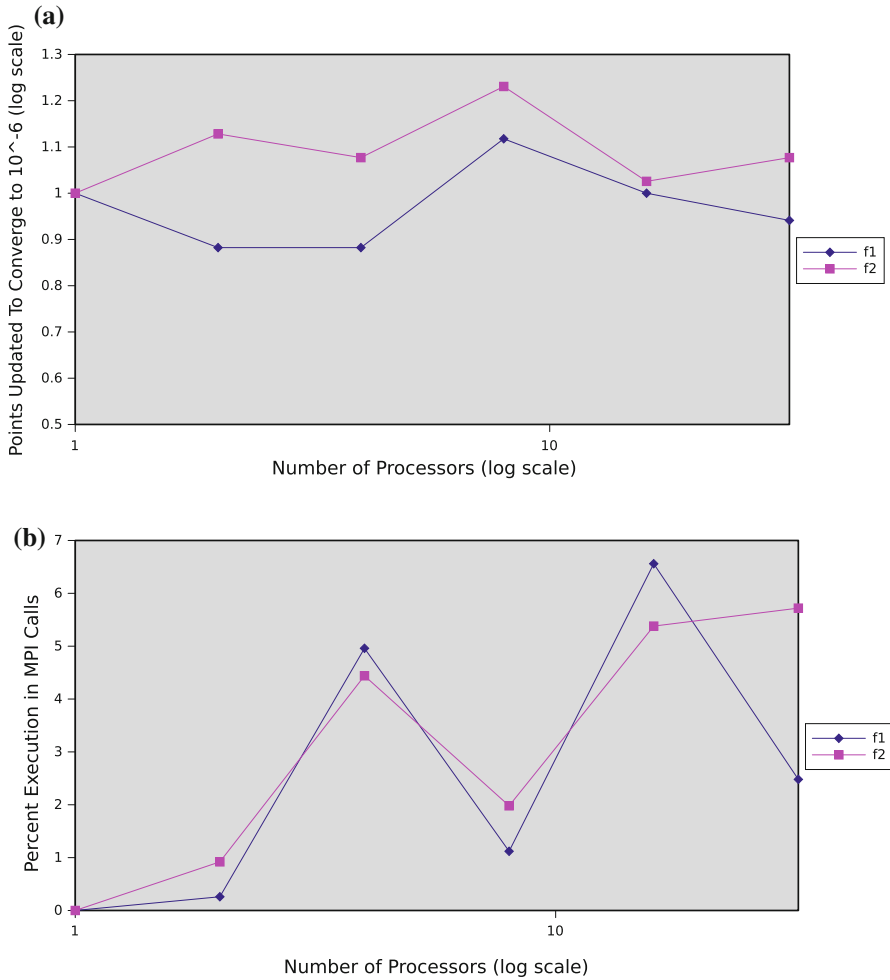 (a)
Points Updated To Converge to 10^-6 (log scale)
1.3
1.2
1.1
1
0.9
0.8
0.7
0.6
0.5
1
10
Number of Processors (log scale)
f1
f2
(b)
Percent Execution in MPI Calls
7
6
5
4
3
2
1
0
1
10
Number of Processors (log scale)
f1
f2